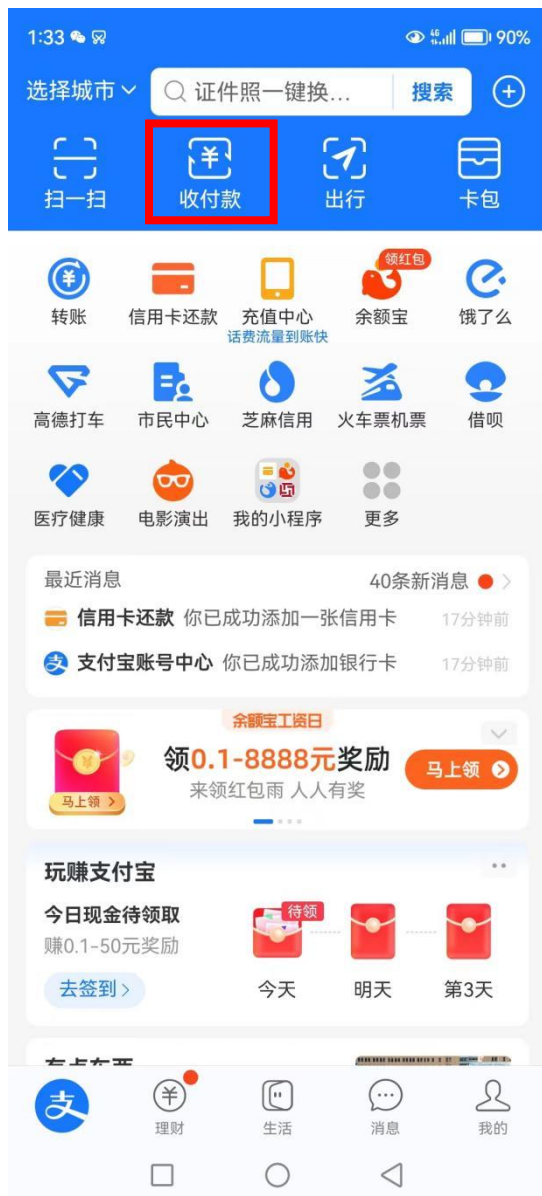 1:33 46 90%
选择城市 证件照一键换... 搜索
扫一扫 收付款 出行 卡包
领红包
转账 信用卡还款 充值中心 余额宝 饿了么
话费流量到账快
高德打车 市民中心 芝麻信用 火车票机票 借呗
医疗健康 电影演出 我的小程序 更多
最近消息 40条新消息
信用卡还款 你已成功添加一张信用卡 17分钟前
支 支付宝账号中心 你已成功添加银行卡 17分钟前
余额宝工资日
领0.1-8888元奖励
马上领
来领红包雨 人人有奖
马上领
玩赚支付宝
今日现金待领取
待领
赚0.1-50元奖励
去签到 今天 明天 第3天
支 理财 生活 消息 我的